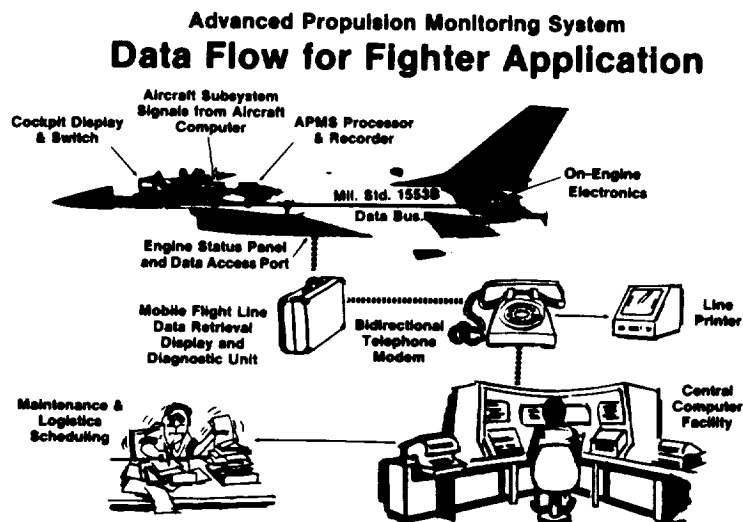 Advanced Propulsion Monitoring System
Data Flow for Fighter Application
Aircraft Subsystem
Signals from Aircraft
Computer
Cockpit Display
& Switch
APMS Processor
& Recorder
On-Engine
Electronics
Mil. Std. 1553B
Data Bus
Engine Status Panel
and Data Access Port
Mobile Flight Line
Data Retrieval
Display and
Diagnostic Unit
Bidirectional
Telephone
Modem
Line
Printer
Maintenance &
Logistics
Scheduling
Central
Computer
Facility